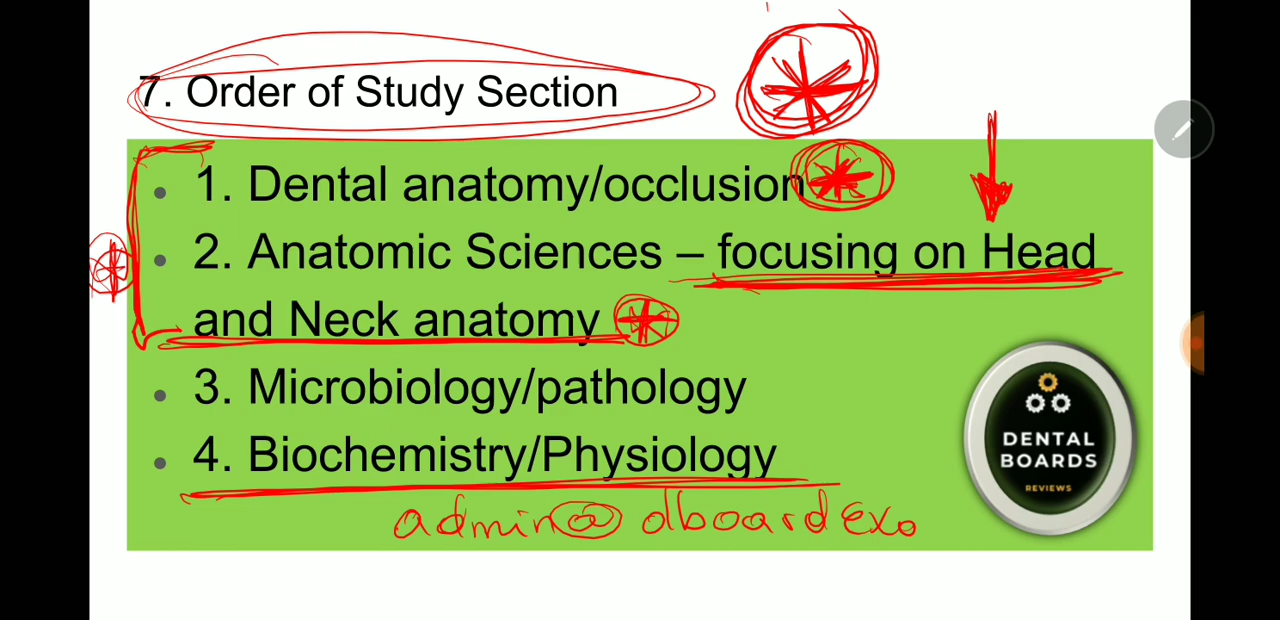 7. Order of Study Section
• 1. Dental anatomy/occlusion
• 2. Anatomic Sciences – focusing on Head
and Neck anatomy
• 3. Microbiology/pathology
• 4. Biochemistry/Physiology
admin@dboardexo
DENTAL
BOARDS
REVIEWS